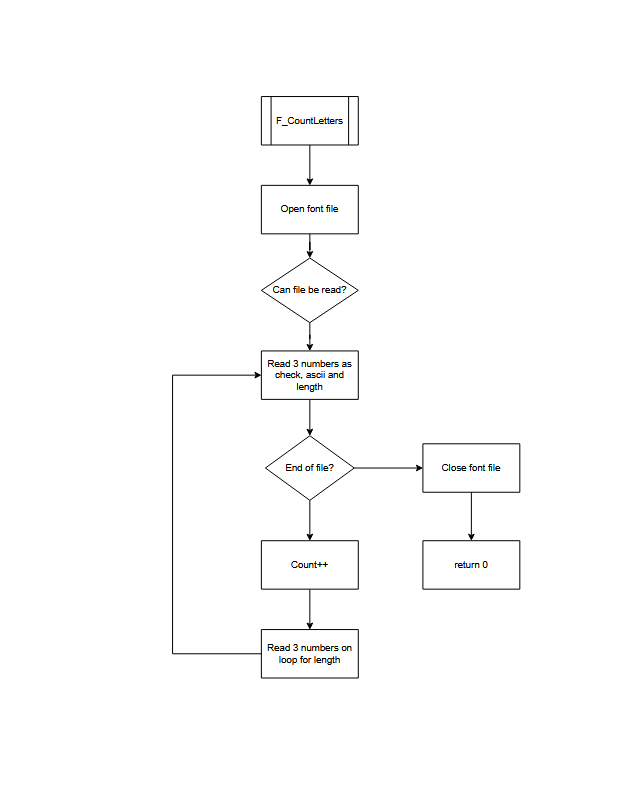 F_CountLetters
Open font file
Can file be read?
Read 3 numbers as
check, ascii and
length
End of file?
Close font file
Count++
return 0
Read 3 numbers on
loop for length